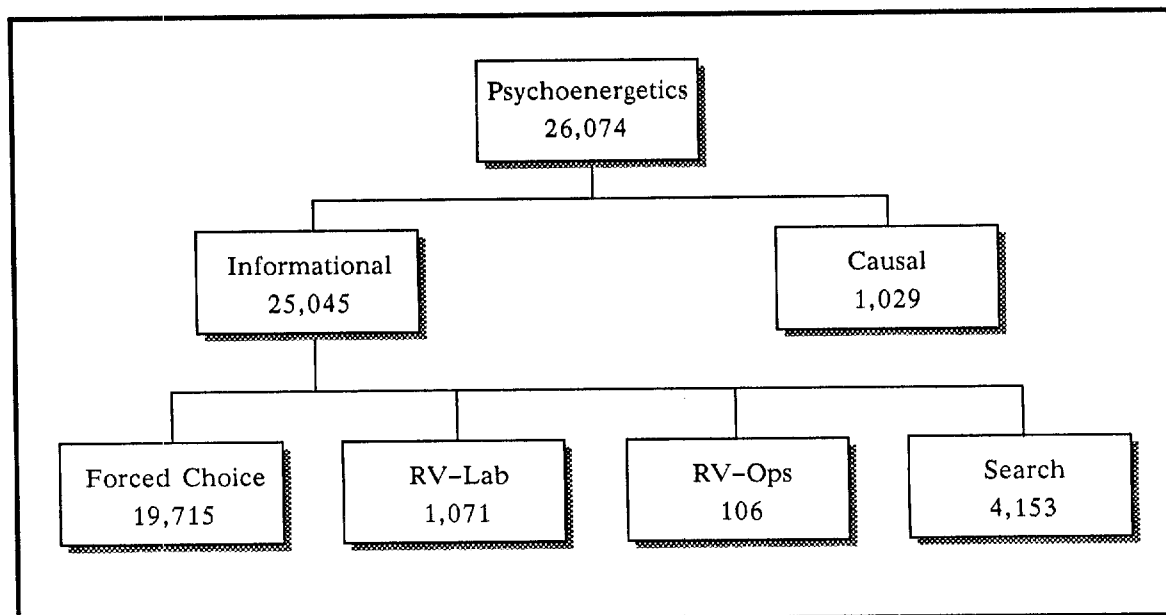 Psychoenergetics
26,074
Informational
25,045
Causal
1,029
Forced Choice
19,715
RV-Lab
1,071
RV-Ops
106
Search
4,153